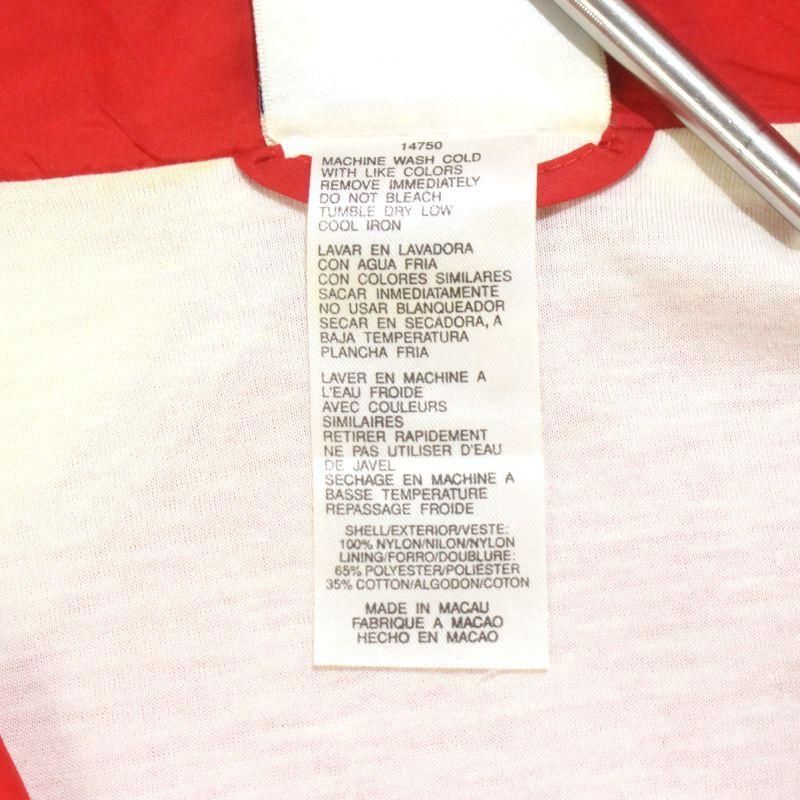 14750
MACHINE WASH COLD
WITH LIKE COLORS
REMOVE IMMEDIATELY
DO NOT BLEACH
TUMBLE DRY LOW
COOL IRON
LAVAR EN LAVADORA
CON AGUA FRIA
CON COLORES SIMILARES
SACAR INMEDIATAMENTE
NO USAR BLANQUEADOR
SECAR EN SECADORA, A
BAJA TEMPERATURA
PLANCHA FRIA
LAVER EN MACHINE A
L'EAU FROIDE
AVEC COULEURS
SIMILAIRES
RETIRER RAPIDEMENT
NE PAS UTILISER D'EAU
DE JAVEL
SECHAGE EN MACHINE A
BASSE TEMPERATURE
REPASSAGE FROIDE
SHELL/EXTERIOR/VESTE:
100% NYLON/NILON/NYLON
LINING/FORRO/DOUBLURE:
65% POLYESTER/POLIESTER
35% COTTON/ALGODON/COTON
MADE IN MACAU
FABRIQUE A MACAO
HECHO EN MACAO